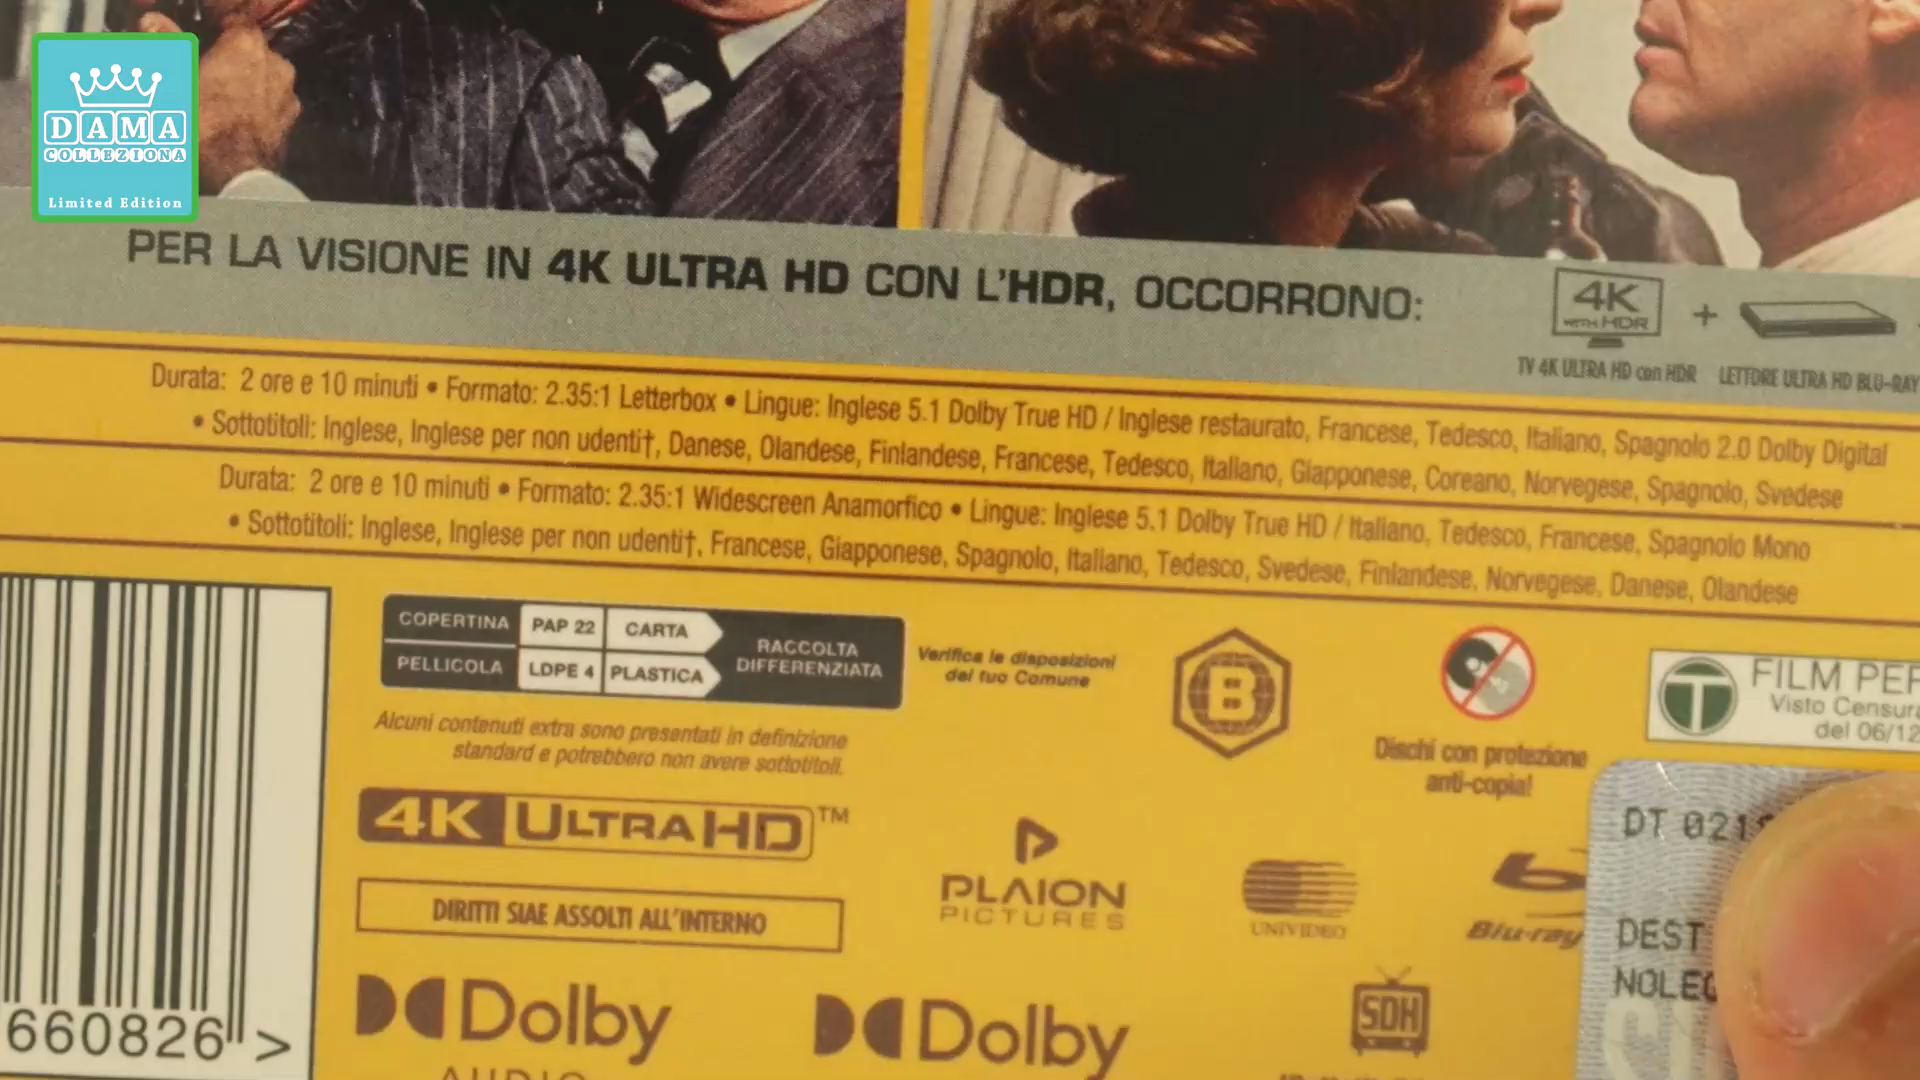 DAMA
COLLEZIONA
Limited Edition
PER LA VISIONE IN 4K ULTRA HD CON L'HDR, OCCORRONO:
4K
WITH HDR
+
TV 4K ULTRA HD con HDR
LETTORE ULTRA HD BLU-RAY
Durata: 2 ore e 10 minuti • Formato: 2.35:1 Letterbox • Lingue: Inglese 5.1 Dolby True HD / Inglese restaurato, Francese, Tedesco, Italiano, Spagnolo 2.0 Dolby Digital
• Sottotitoli: Inglese, Inglese per non udenti†, Danese, Olandese, Finlandese, Francese, Tedesco, Italiano, Giapponese, Coreano, Norvegese, Spagnolo, Svedese
Durata: 2 ore e 10 minuti • Formato: 2.35:1 Widescreen Anamorfico • Lingue: Inglese 5.1 Dolby True HD / Italiano, Tedesco, Francese, Spagnolo Mono
• Sottotitoli: Inglese, Inglese per non udenti†, Francese, Giapponese, Spagnolo, Italiano, Tedesco, Svedese, Finlandese, Norvegese, Danese, Olandese
COPERTINA PAP 22 CARTA
PELLICOLA LDPE 4 PLASTICA
RACCOLTA
DIFFERENZIATA
Verifica le disposizioni
del tuo Comune
B
Dischi con protezione
anti-copia!
T
FILM PER
Visto Censura
del 06/12
Alcuni contenuti extra sono presentati in definizione
standard e potrebbero non avere sottotitoli.
4K ULTRA HD™
DIRITTI SIAE ASSOLTI ALL'INTERNO
PLAION
PICTURES
UNIVIDEO
Blu-ray
DT 021
DEST
NOLEG
660826 >
Dolby
AUDIO
Dolby
SDH